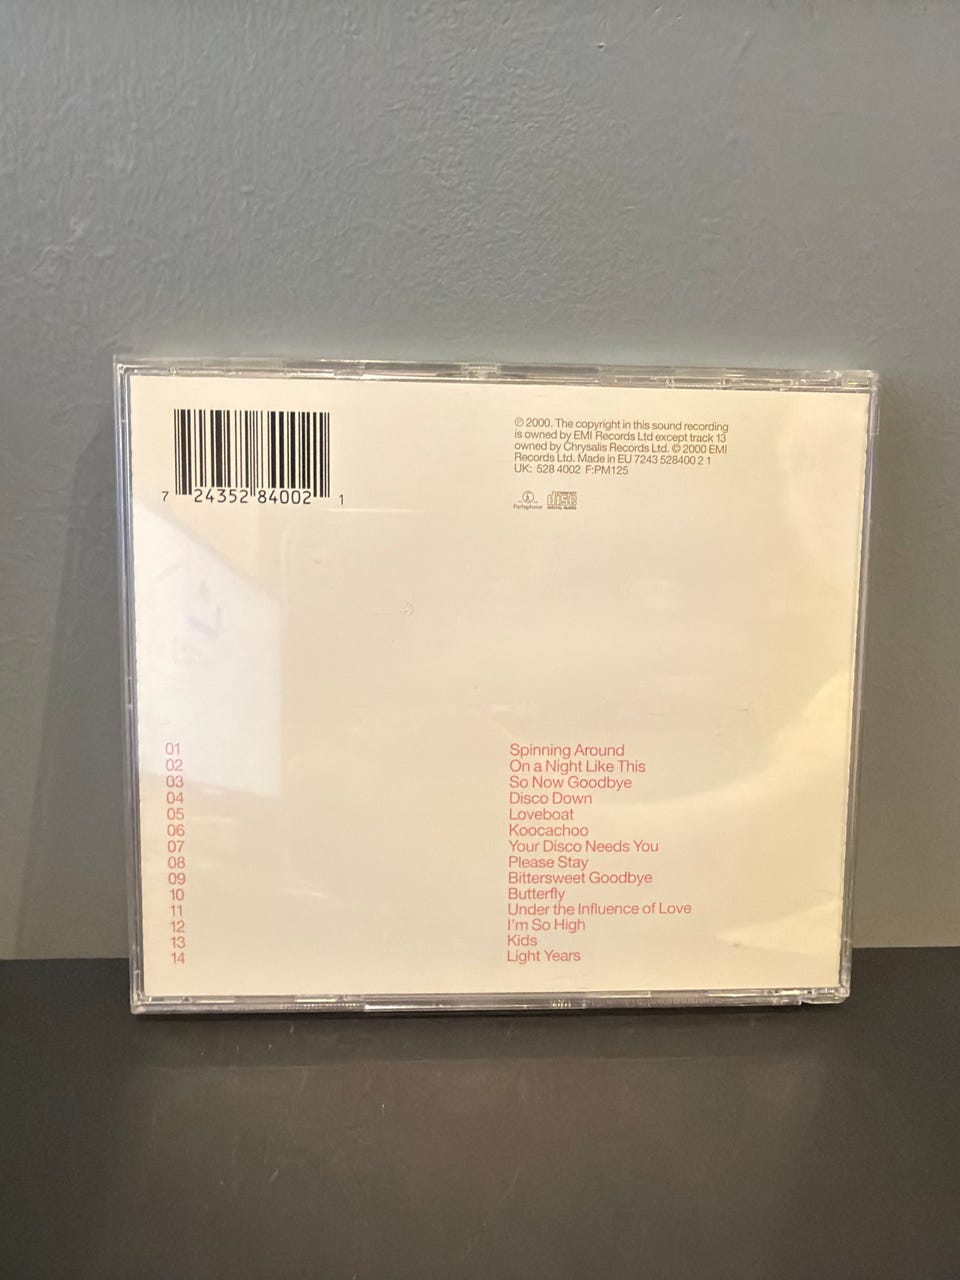 7 24352 84002 1
℗ 2000. The copyright in this sound recording
is owned by EMI Records Ltd except track 13
owned by Chrysalis Records Ltd. © 2000 EMI
Records Ltd. Made in EU 7243 528400 2 1
UK: 528 4002 F:PM125
Parlophone
disc
DIGITAL AUDIO
01 Spinning Around
02 On a Night Like This
03 So Now Goodbye
04 Disco Down
05 Loveboat
06 Koocachoo
07 Your Disco Needs You
08 Please Stay
09 Bittersweet Goodbye
10 Butterfly
11 Under the Influence of Love
12 I'm So High
13 Kids
14 Light Years